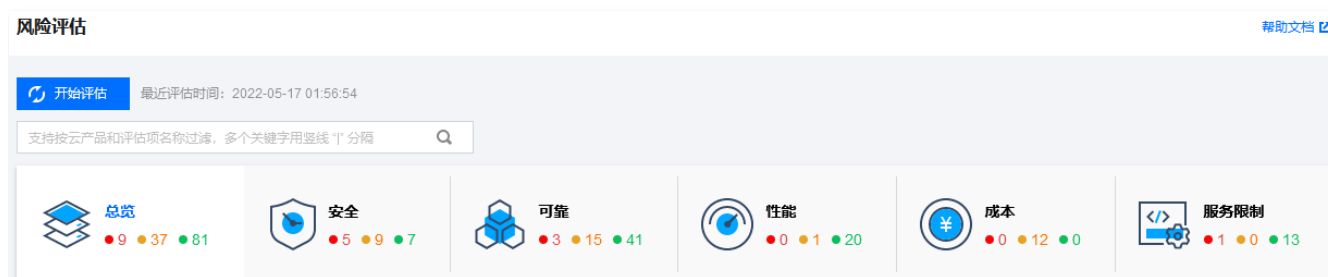 风险评估
帮助文档
开始评估 最近评估时间：2022-05-17 01:56:54
支持按云产品和评估项名称过滤，多个关键字用竖线 "|" 分隔
总览 安全 可靠 性能 成本 服务限制
9 37 81 5 9 7 3 15 41 0 1 20 0 12 0 1 0 13